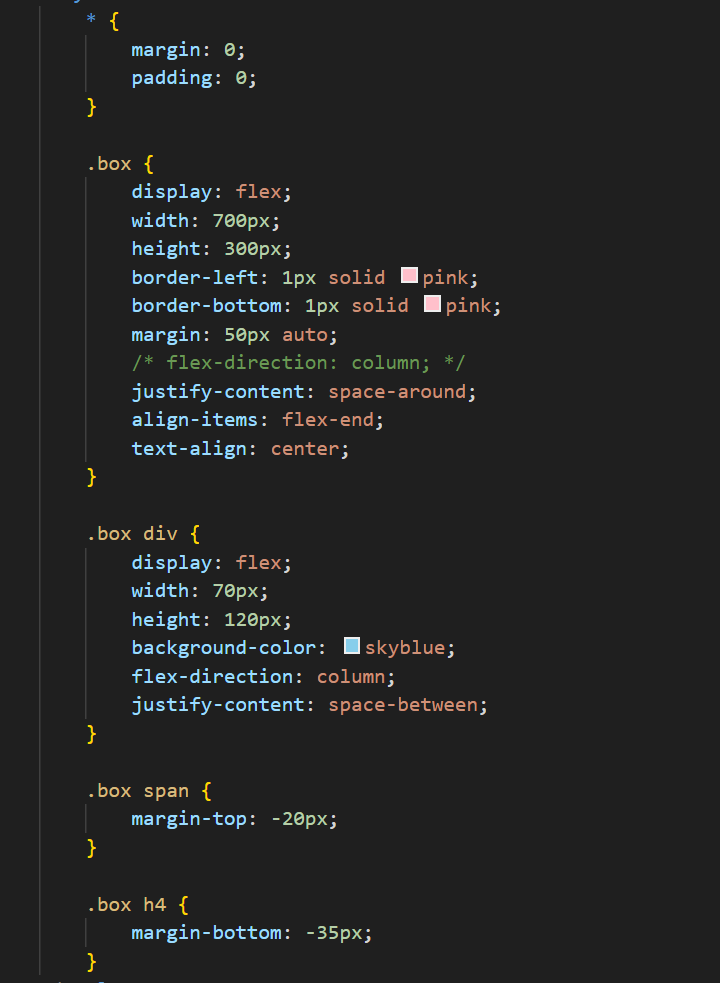 * {
margin: 0;
padding: 0;
}
.box {
display: flex;
width: 700px;
height: 300px;
border-left: 1px solid pink;
border-bottom: 1px solid pink;
margin: 50px auto;
/* flex-direction: column; */
justify-content: space-around;
align-items: flex-end;
text-align: center;
}
.box div {
display: flex;
width: 70px;
height: 120px;
background-color: skyblue;
flex-direction: column;
justify-content: space-between;
}
.box span {
margin-top: -20px;
}
.box h4 {
margin-bottom: -35px;
}